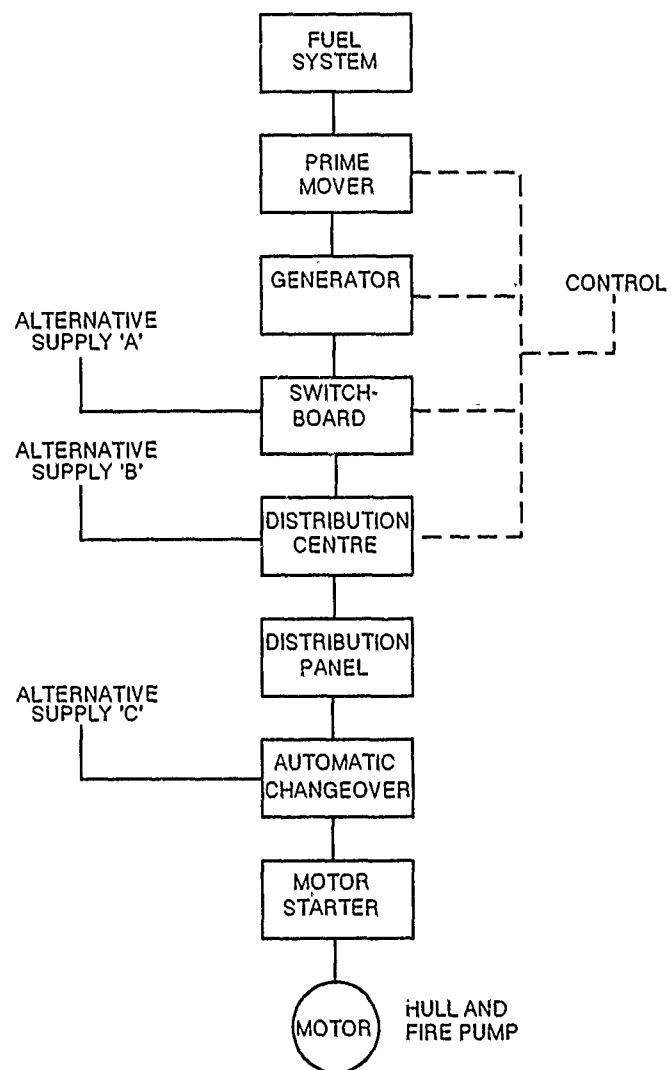 FUEL
SYSTEM
PRIME
MOVER
GENERATOR
CONTROL
ALTERNATIVE
SUPPLY 'A'
SWITCH-
BOARD
ALTERNATIVE
SUPPLY 'B'
DISTRIBUTION
CENTRE
DISTRIBUTION
PANEL
ALTERNATIVE
SUPPLY 'C'
AUTOMATIC
CHANGEOVER
MOTOR
STARTER
MOTOR
HULL AND
FIRE PUMP